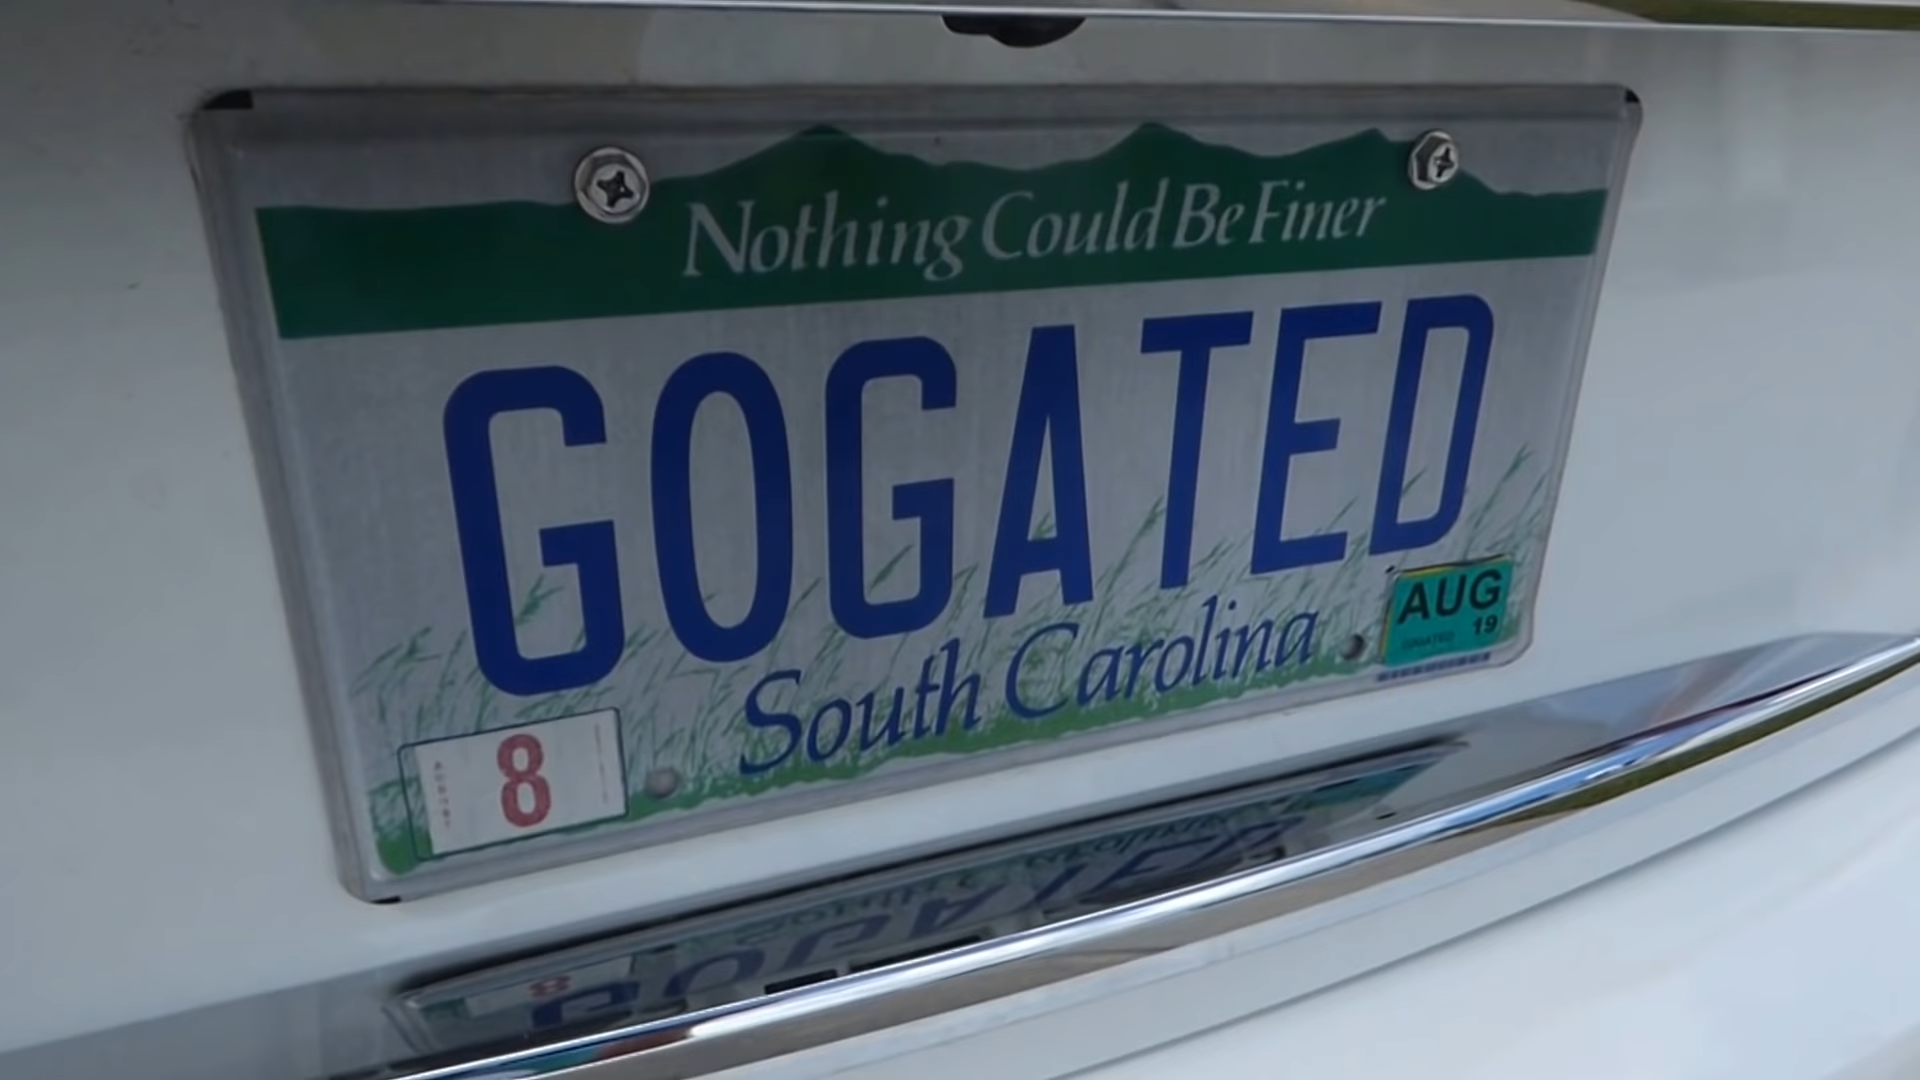 Nothing Could Be Finer
GOGATED
South Carolina
AUG
19
8